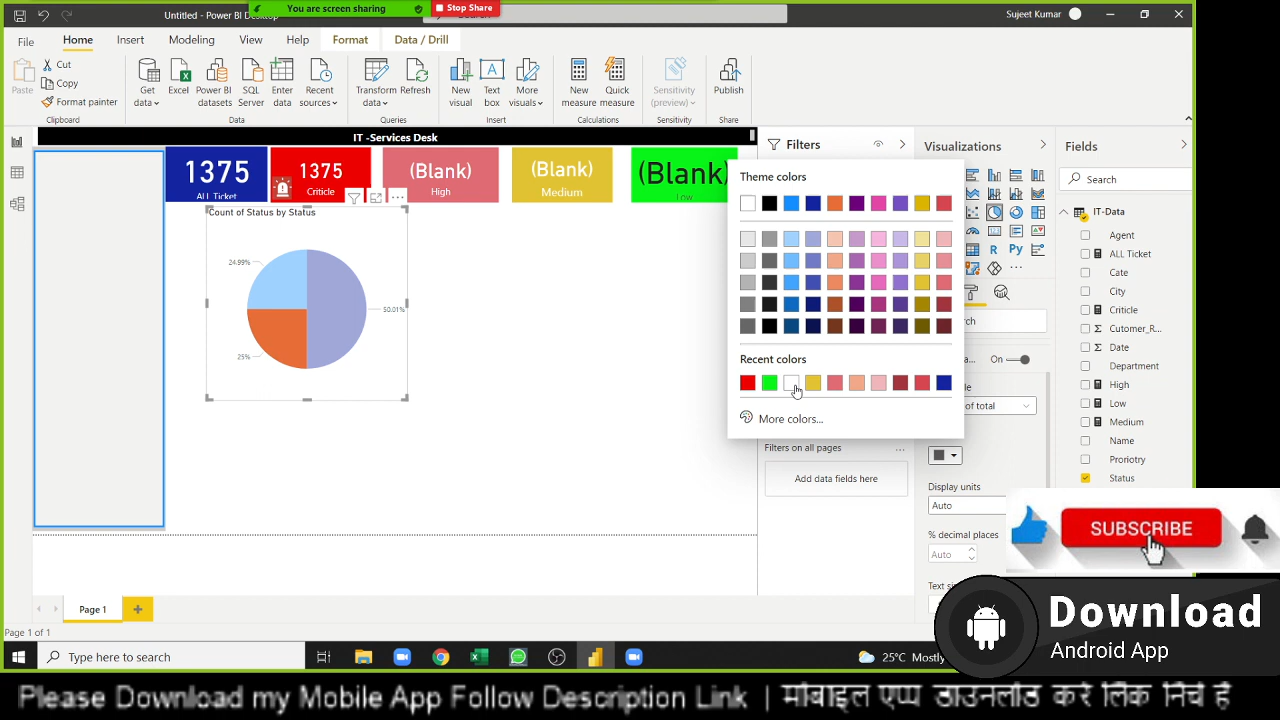 You are screen sharing
Stop Share
Untitled - Power BI Desktop
Sujeet Kumar
File
Home
Insert
Modeling
View
Help
Format
Data / Drill
Paste
Cut
Copy
Format painter
Clipboard
Get data
Excel
Power BI datasets
SQL Server
Enter data
Recent sources
Data
Transform data
Refresh
Queries
New visual
Text box
More visuals
Insert
New measure
Quick measure
Calculations
Sensitivity (preview)
Sensitivity
Publish
Share
IT -Services Desk
1375
ALL Ticket
1375
Criticle
(Blank)
High
(Blank)
Medium
(Blank)
Low
Count of Status by Status
24.99%
50.01%
25%
Filters
Theme colors
Recent colors
More colors...
Filters on all pages
...
Add data fields here
Visualizations
R
Py
...
On
of total
Display units
Auto
% decimal places
Auto
Fields
Search
IT-Data
Agent
ALL Ticket
Cate
City
Criticle
Cutomer_R...
Date
Department
High
Low
Medium
Name
Proriotry
Status
SUBSCRIBE
Download
Android App
Page 1
Page 1 of 1
Type here to search
25°C
Please Download my Mobile App Follow Description Link | मोबाइल एप्प डाउनलोड करे लिंक निचे है